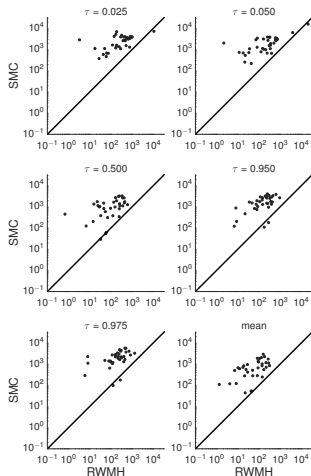 τ = 0.025 τ = 0.050
SMC
10⁴ 10³ 10² 10¹ 10⁰ 10⁻¹
10⁻¹ 10⁰ 10¹ 10² 10³ 10⁴ 10⁻¹ 10⁰ 10¹ 10² 10³ 10⁴
τ = 0.500 τ = 0.950
SMC
10⁴ 10³ 10² 10¹ 10⁰ 10⁻¹
10⁻¹ 10⁰ 10¹ 10² 10³ 10⁴ 10⁻¹ 10⁰ 10¹ 10² 10³ 10⁴
τ = 0.975 mean
SMC
10⁴ 10³ 10² 10¹ 10⁰ 10⁻¹
10⁻¹ 10⁰ 10¹ 10² 10³ 10⁴ 10⁻¹ 10⁰ 10¹ 10² 10³ 10⁴
RWMH RWMH